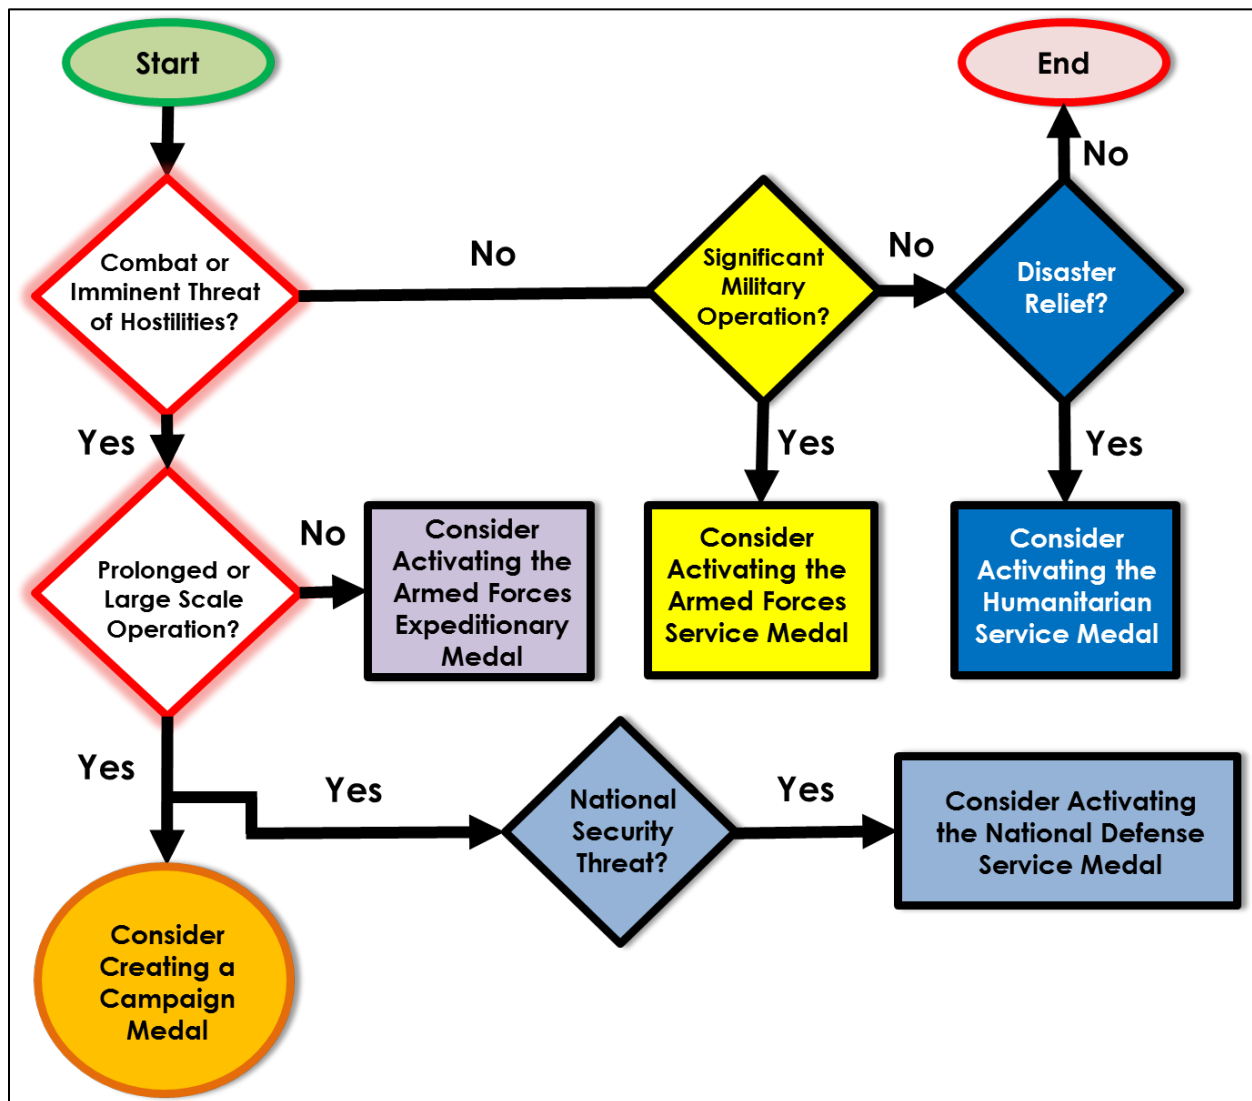 Start
End
No
Combat or
Imminent Threat
of Hostilities?
No
Significant
Military
Operation?
No
Disaster
Relief?
Yes
Yes
Yes
Prolonged or
Large Scale
Operation?
No
Consider
Activating the
Armed Forces
Expeditionary
Medal
Consider
Activating the
Armed Forces
Service Medal
Consider
Activating the
Humanitarian
Service Medal
Yes
Yes
National
Security
Threat?
Yes
Consider Activating
the National Defense
Service Medal
Consider
Creating a
Campaign
Medal